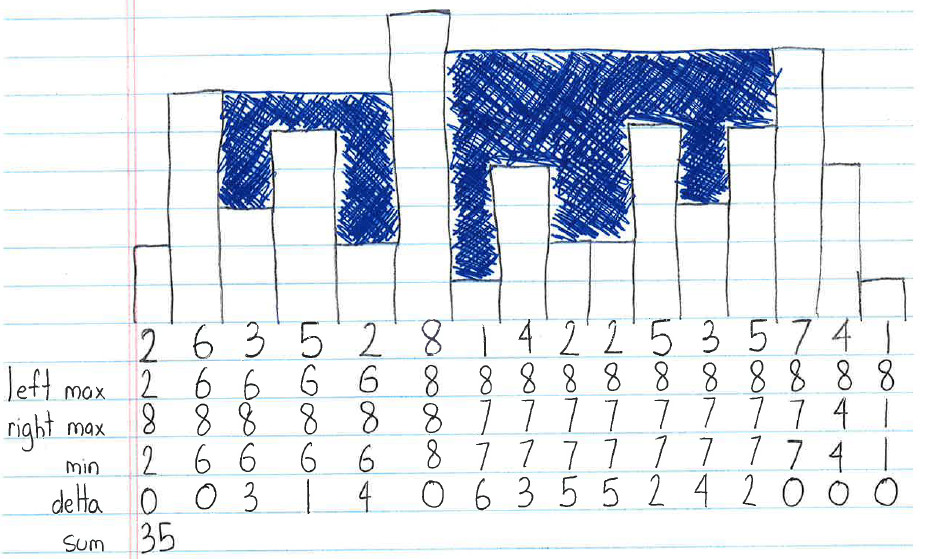 2 6 3 5 2 8 1 4 2 2 5 3 5 7 4 1
left max 2 6 6 6 6 8 8 8 8 8 8 8 8 8 8 8
right max 8 8 8 8 8 8 7 7 7 7 7 7 7 7 4 1
min 2 6 6 6 6 8 7 7 7 7 7 7 7 7 4 1
delta 0 0 3 1 4 0 6 3 5 5 2 4 2 0 0 0
sum 35